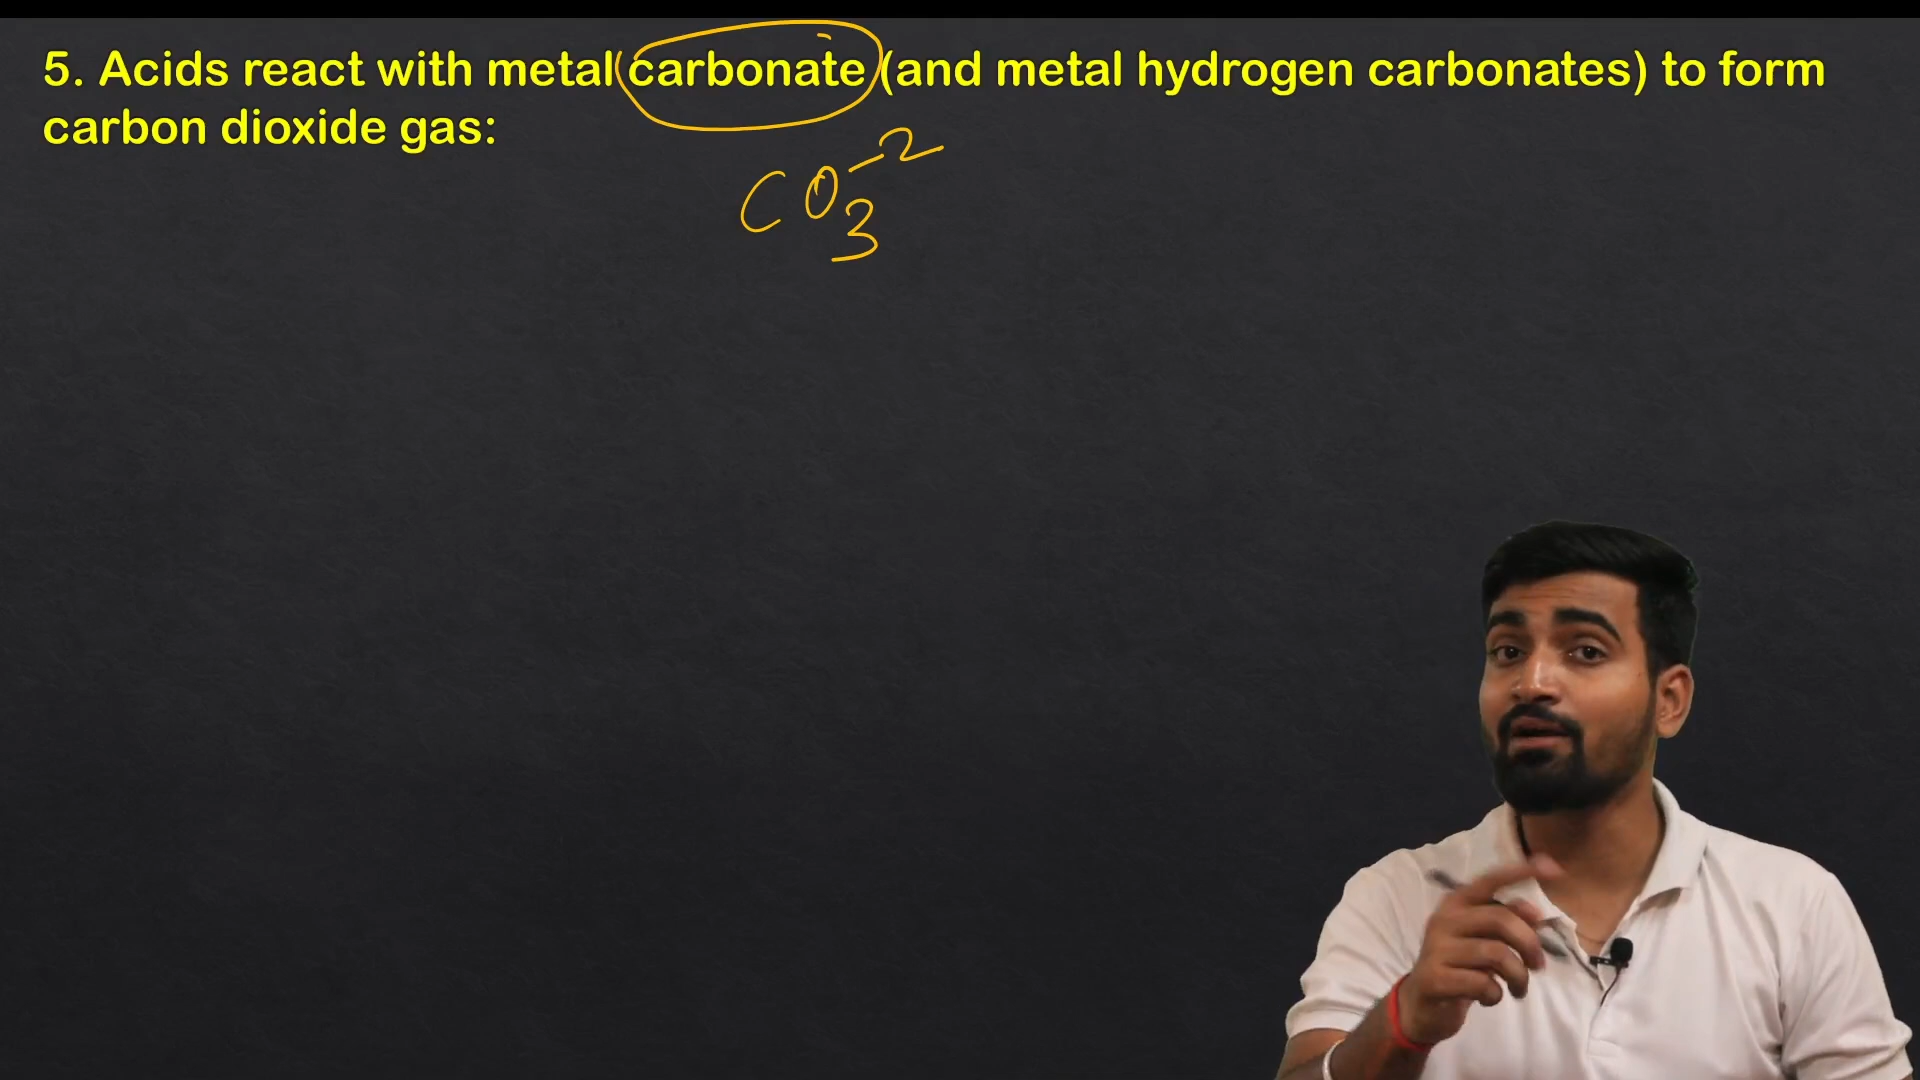 5. Acids react with metal carbonate (and metal hydrogen carbonates) to form
carbon dioxide gas:
CO₃⁻²